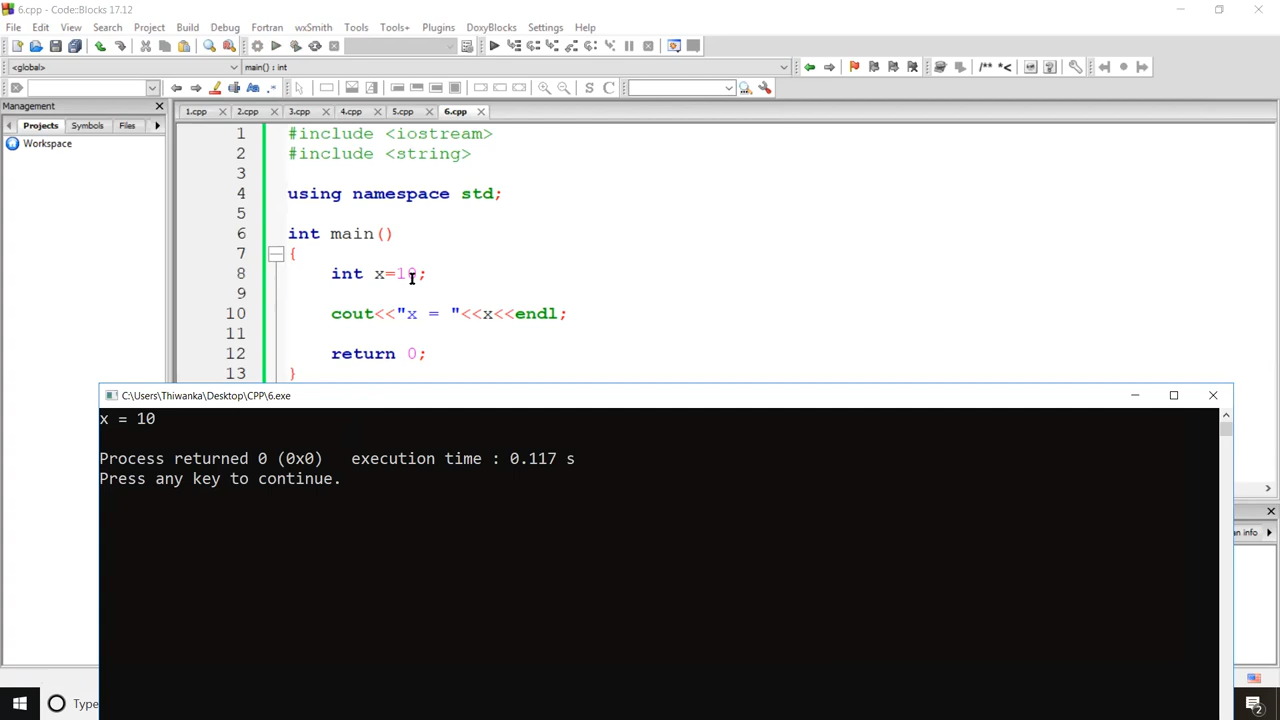 6.cpp - Code::Blocks 17.12
File Edit View Search Project Build Debug Fortran wxSmith Tools Tools+ Plugins DoxyBlocks Settings Help
<global> main() : int
Management
1.cpp 2.cpp 3.cpp 4.cpp 5.cpp 6.cpp
Projects Symbols Files
Workspace
1 #include <iostream>
2 #include <string>
3
4 using namespace std;
5
6 int main()
7 {
8 int x=10;
9
10 cout<<"x = "<<x<<endl;
11
12 return 0;
13 }
C:\Users\Thiwanka\Desktop\CPP\6.exe
x = 10
Process returned 0 (0x0) execution time : 0.117 s
Press any key to continue.
an info
Type
2